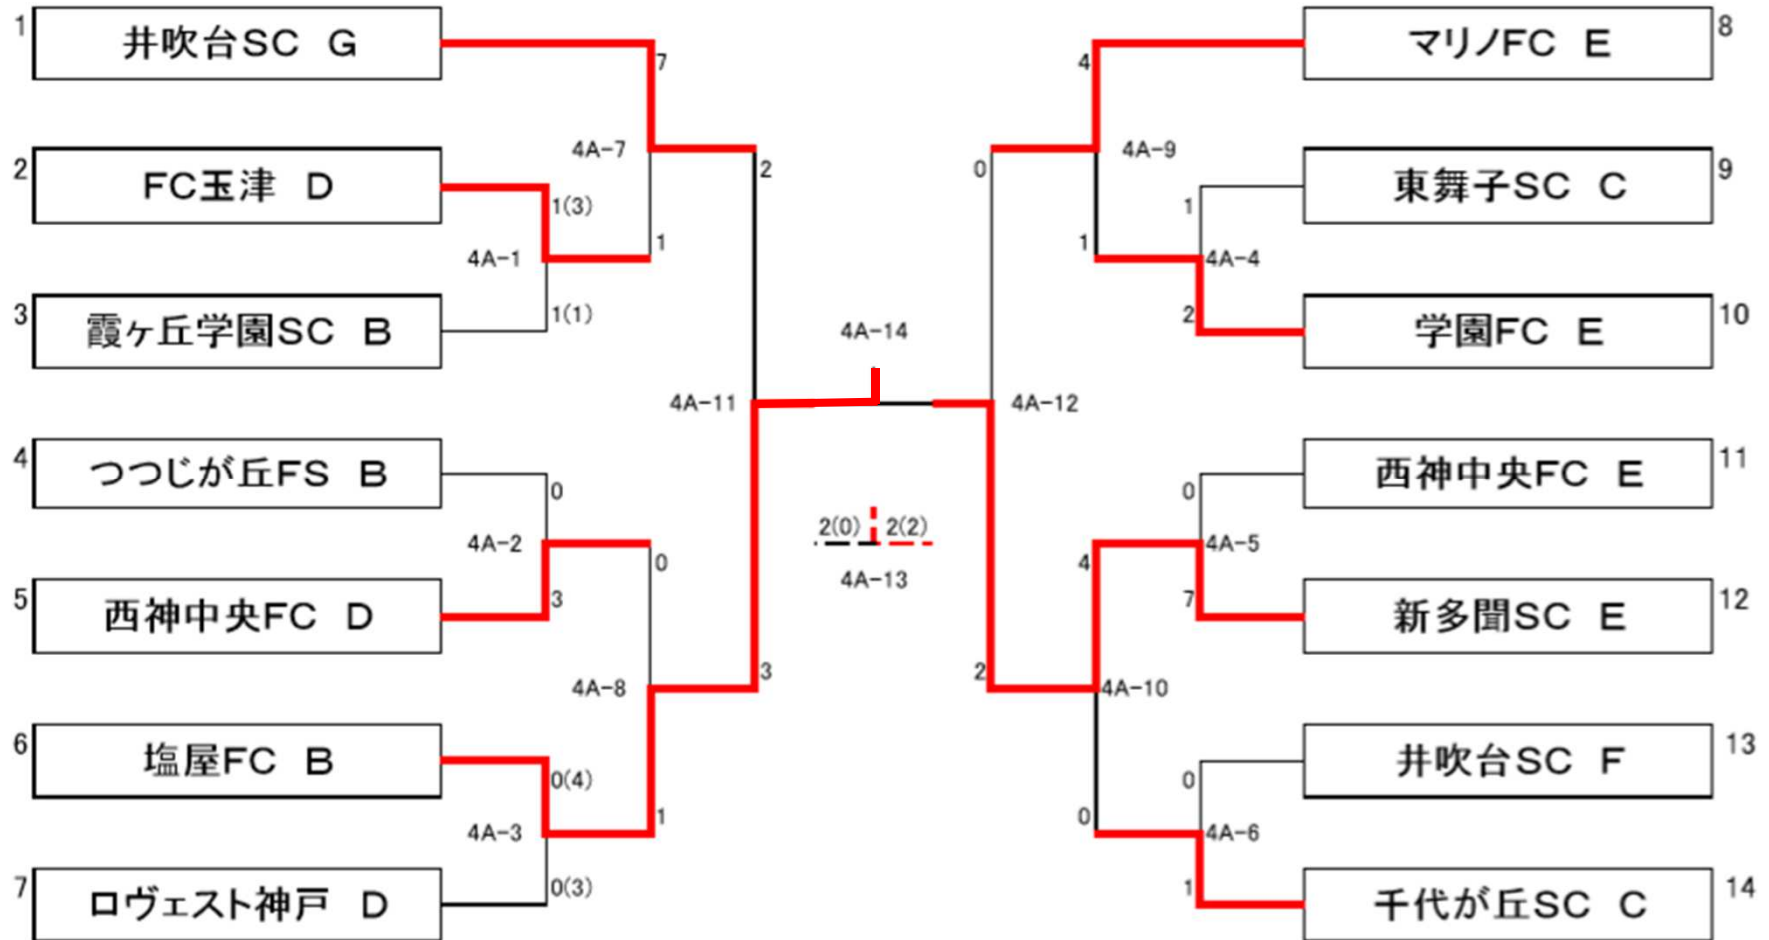 1
井吹台SC G
7
4A-7
2
FC玉津 D
2
1(3)
1
4A-1
3
霞ヶ丘学園SC B
1(1)
4
つつじが丘FS B
0
4A-11
4A-2
0
5
西神中央FC D
3
4A-8
3
6
塩屋FC B
0(4)
1
4A-3
7
ロヴェスト神戸 D
0(3)
4A-14
2(0) 2(2)
4A-13
8
マリノFC E
4
4A-9
0
9
東舞子SC C
1
1
4A-4
10
学園FC E
2
4A-12
11
西神中央FC E
0
4A-5
4
12
新多聞SC E
7
2
4A-10
13
井吹台SC F
0
0
4A-6
14
千代が丘SC C
1